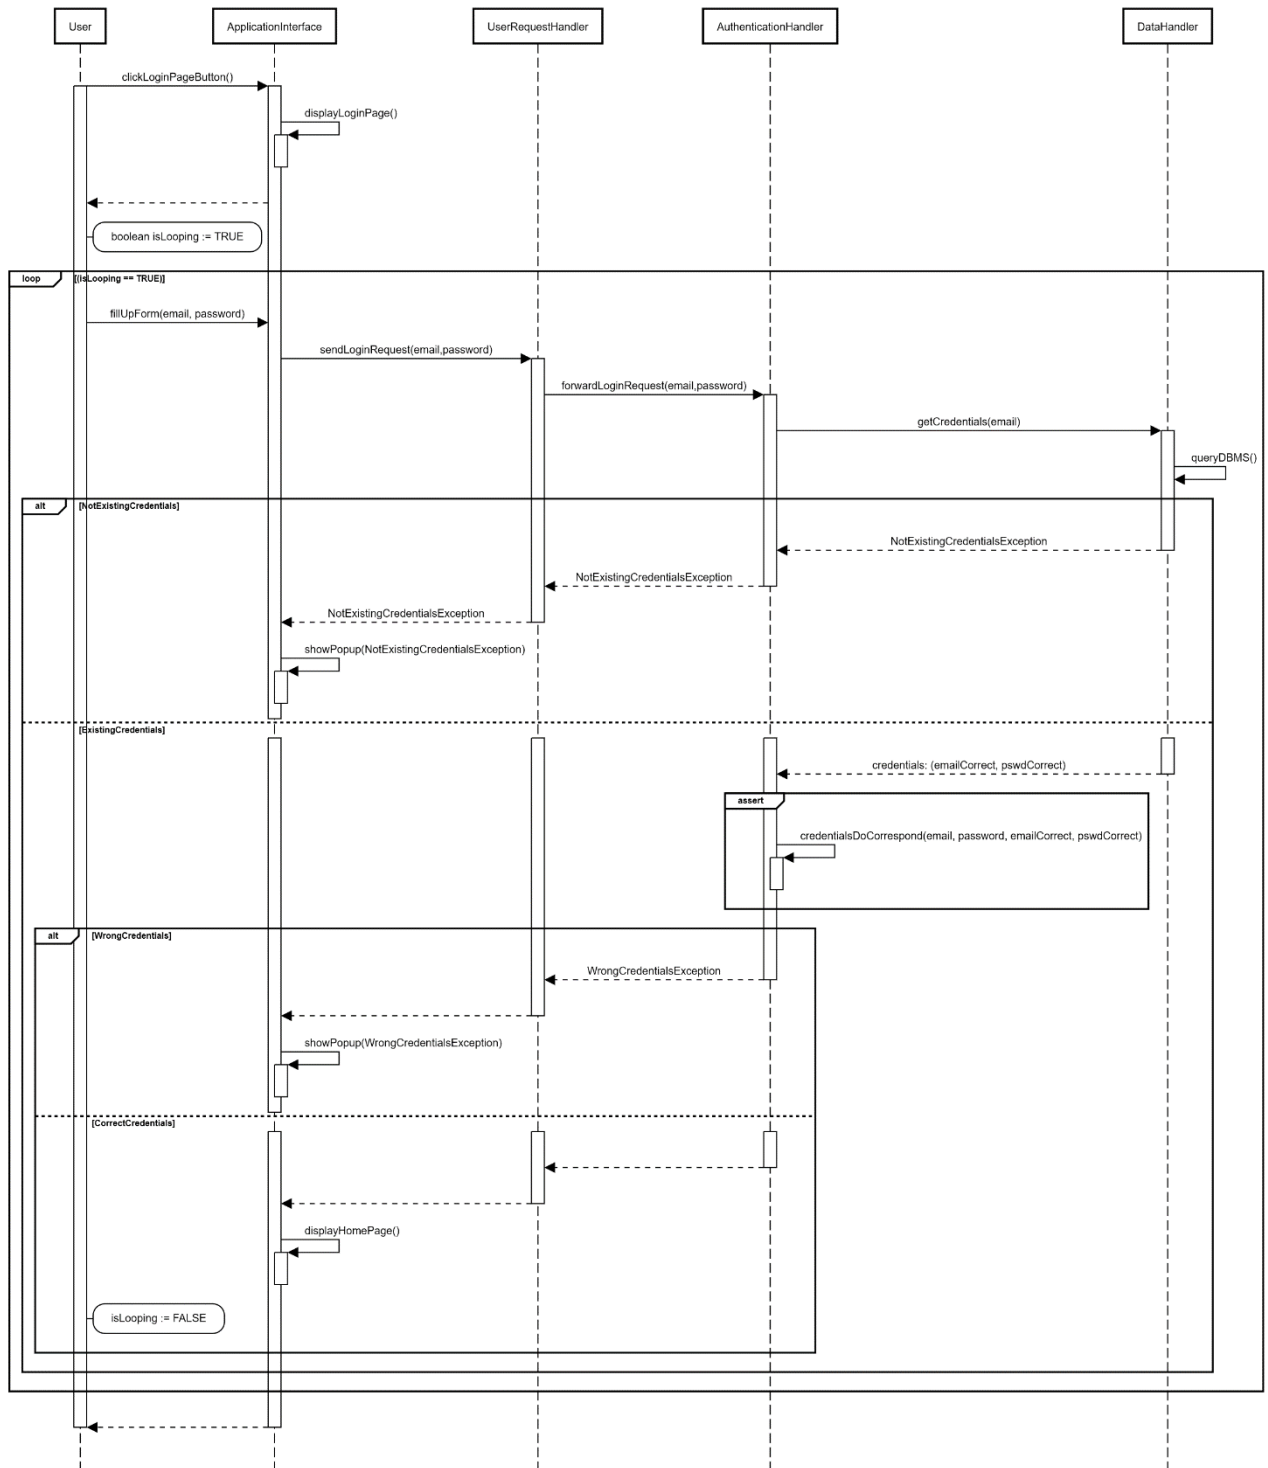 User
ApplicationInterface
UserRequestHandler
AuthenticationHandler
DataHandler
clickLoginPageButton()
displayLoginPage()
boolean isLooping := TRUE
loop
[(isLooping == TRUE)]
fillUpForm(email, password)
sendLoginRequest(email,password)
forwardLoginRequest(email,password)
getCredentials(email)
queryDBMS()
alt
[NotExistingCredentials]
NotExistingCredentialsException
NotExistingCredentialsException
NotExistingCredentialsException
showPopup(NotExistingCredentialsException)
[ExistingCredentials]
credentials: (emailCorrect, pswdCorrect)
assert
credentialsDoCorrespond(email, password, emailCorrect, pswdCorrect)
alt
[WrongCredentials]
WrongCredentialsException
showPopup(WrongCredentialsException)
[CorrectCredentials]
displayHomePage()
isLooping := FALSE